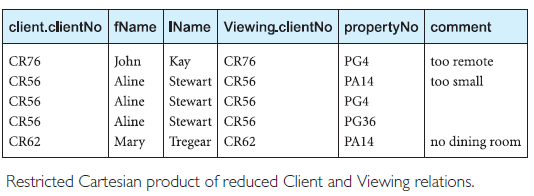 client.clientNo fName lName Viewing.clientNo propertyNo comment
CR76 John Kay CR76 PG4 too remote
CR56 Aline Stewart CR56 PA14 too small
CR56 Aline Stewart CR56 PG4
CR56 Aline Stewart CR56 PG36
CR62 Mary Tregear CR62 PA14 no dining room
Restricted Cartesian product of reduced Client and Viewing relations.